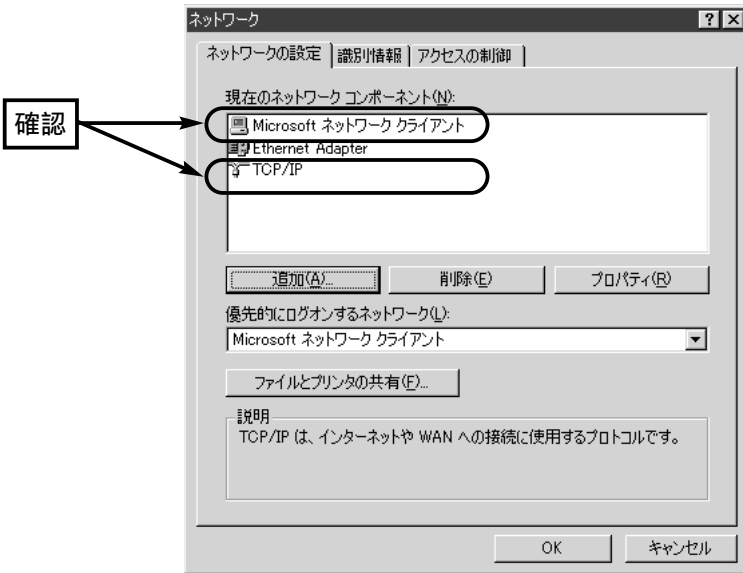 ネットワーク
ネットワークの設定 識別情報 アクセスの制御
現在のネットワーク コンポーネント(N):
確認
Microsoft ネットワーク クライアント
Ethernet Adapter
TCP/IP
追加(A)... 削除(E) プロパティ(R)
優先的にログオンするネットワーク(L):
Microsoft ネットワーク クライアント
ファイルとプリンタの共有(F)...
説明
TCP/IP は、インターネットや WAN への接続に使用するプロトコルです。
OK キャンセル